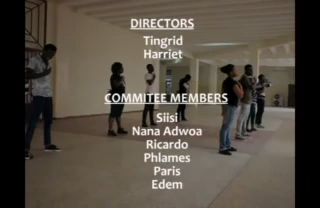 DIRECTORS
Tingrid
Harriet
COMMITEE MEMBERS
Siisi
Nana Adwoa
Ricardo
Phlames
Paris
Edem